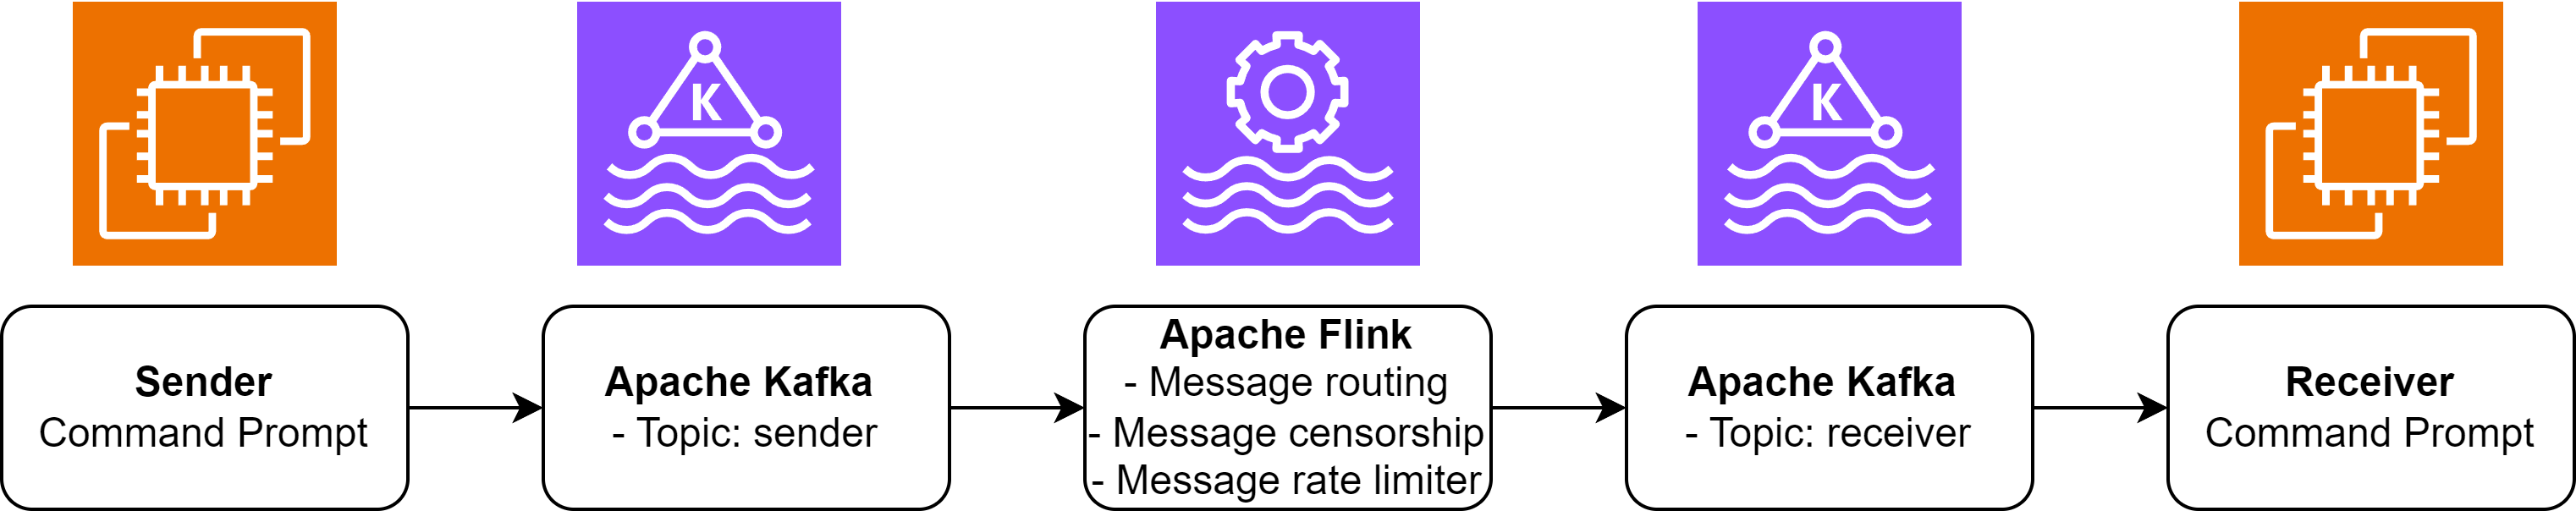 K
K
Sender
Command Prompt
Apache Kafka
- Topic: sender
Apache Flink
- Message routing
- Message censorship
- Message rate limiter
Apache Kafka
- Topic: receiver
Receiver
Command Prompt